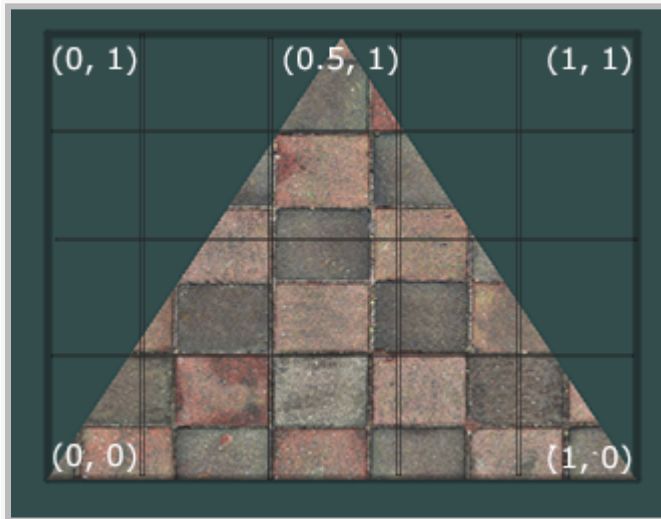 (0, 1) (0.5, 1) (1, 1)
(0, 0) (1, 0)